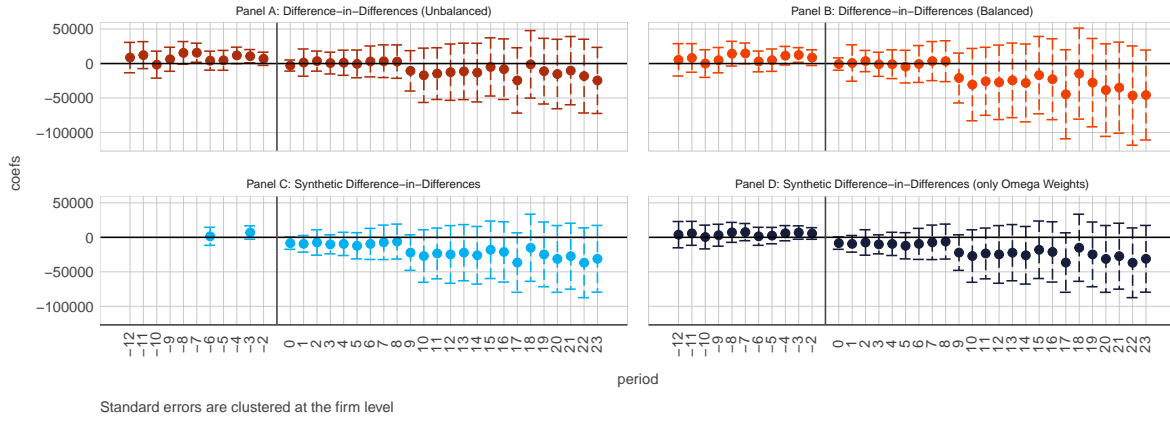 Panel A: Difference−in−Differences (Unbalanced)
Panel B: Difference−in−Differences (Balanced)
50000
0
−50000
−100000
coefs
Panel C: Synthetic Difference−in−Differences
Panel D: Synthetic Difference−in−Differences (only Omega Weights)
50000
0
−50000
−100000
−12 −11 −10 −9 −8 −7 −6 −5 −4 −3 −2 0 1 2 3 4 5 6 7 8 9 10 11 12 13 14 15 16 17 18 19 20 21 22 23
−12 −11 −10 −9 −8 −7 −6 −5 −4 −3 −2 0 1 2 3 4 5 6 7 8 9 10 11 12 13 14 15 16 17 18 19 20 21 22 23
period
Standard errors are clustered at the firm level